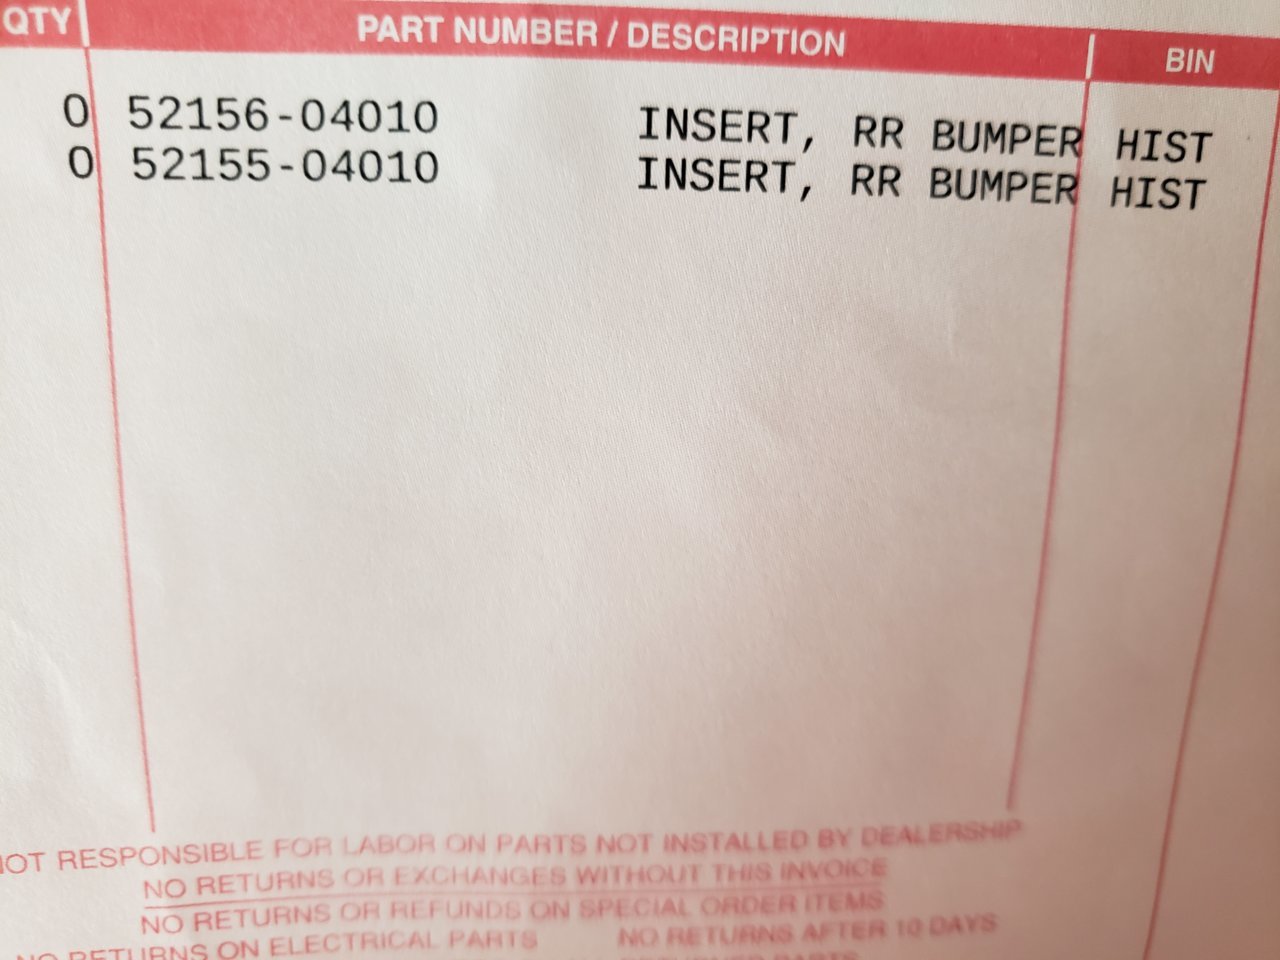 QTY PART NUMBER / DESCRIPTION BIN
0 52156-04010 INSERT, RR BUMPER HIST
0 52155-04010 INSERT, RR BUMPER HIST
NOT RESPONSIBLE FOR LABOR ON PARTS NOT INSTALLED BY DEALERSHIP
NO RETURNS OR EXCHANGES WITHOUT THIS INVOICE
NO RETURNS OR REFUNDS ON SPECIAL ORDER ITEMS
NO RETURNS ON ELECTRICAL PARTS NO RETURNS AFTER 10 DAYS